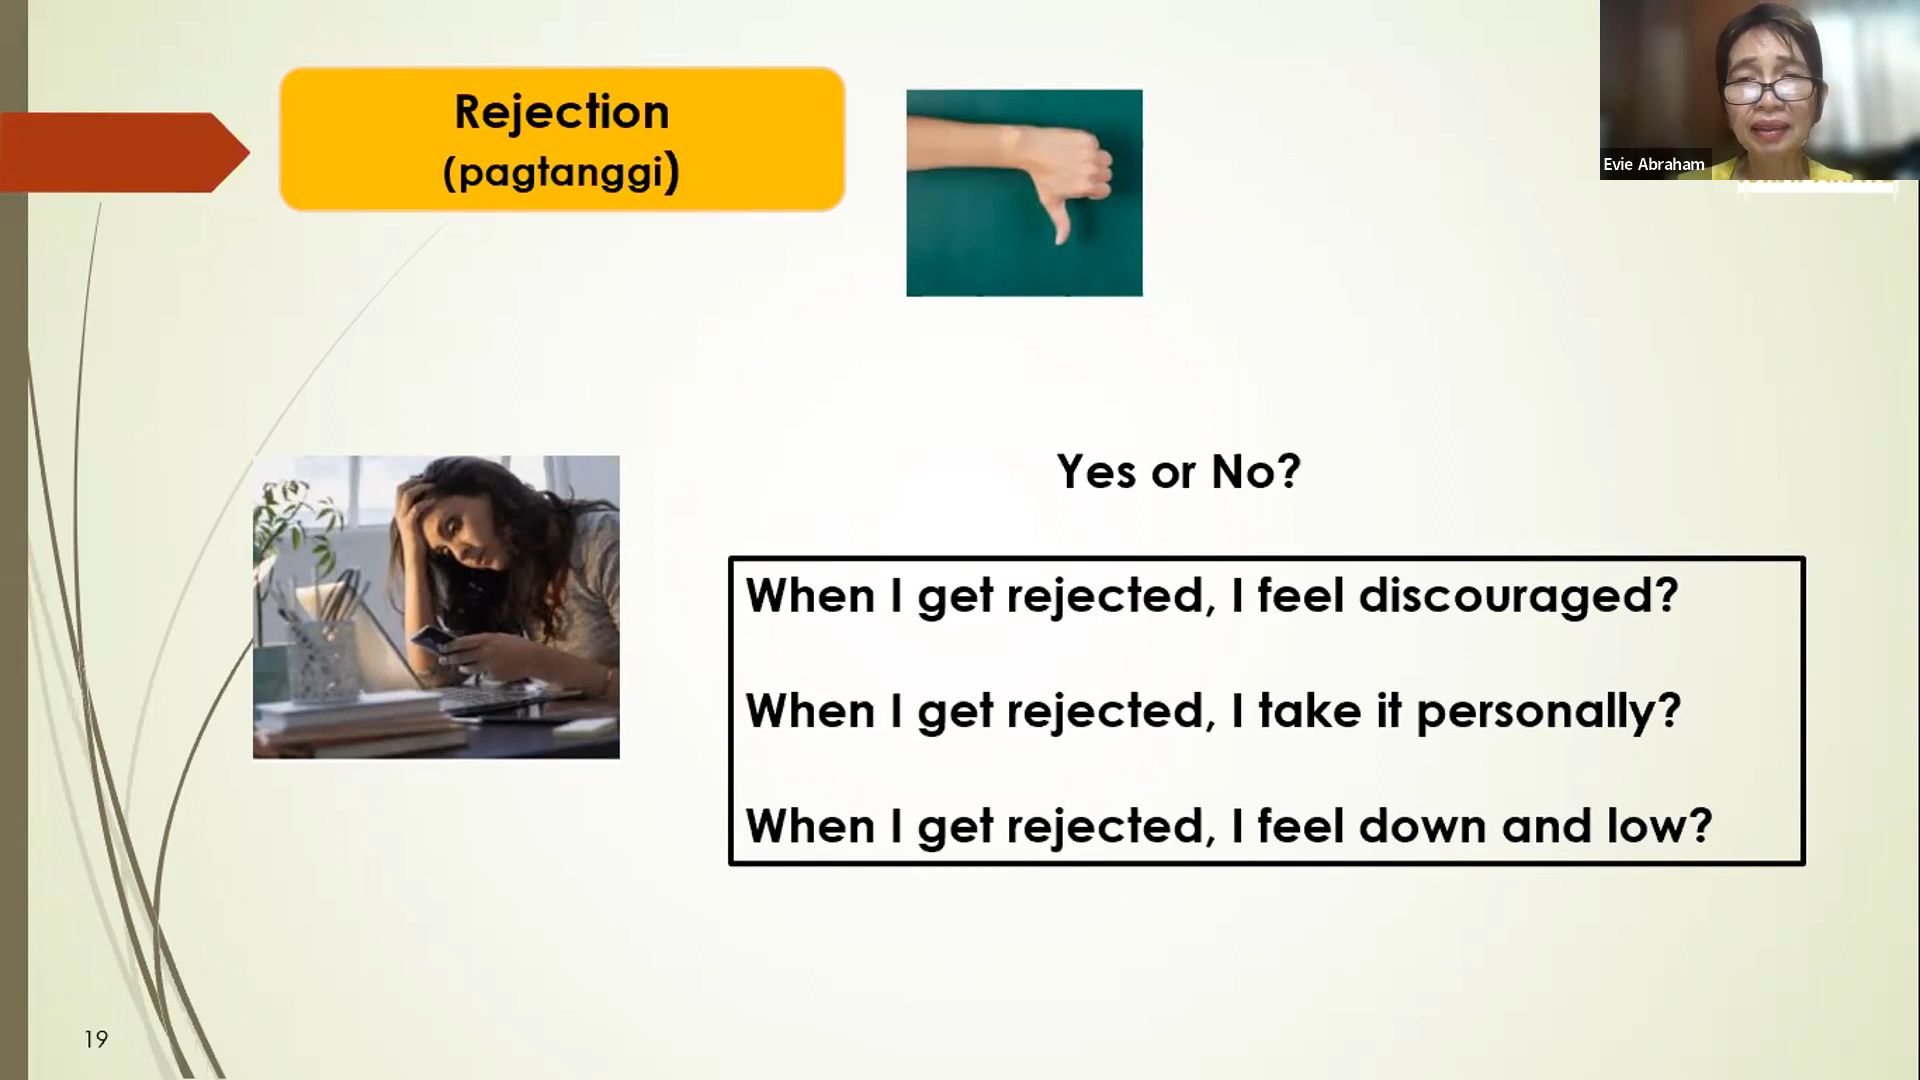 Rejection
(pagtanggi)
Evie Abraham
Yes or No?
When I get rejected, I feel discouraged?
When I get rejected, I take it personally?
When I get rejected, I feel down and low?
19